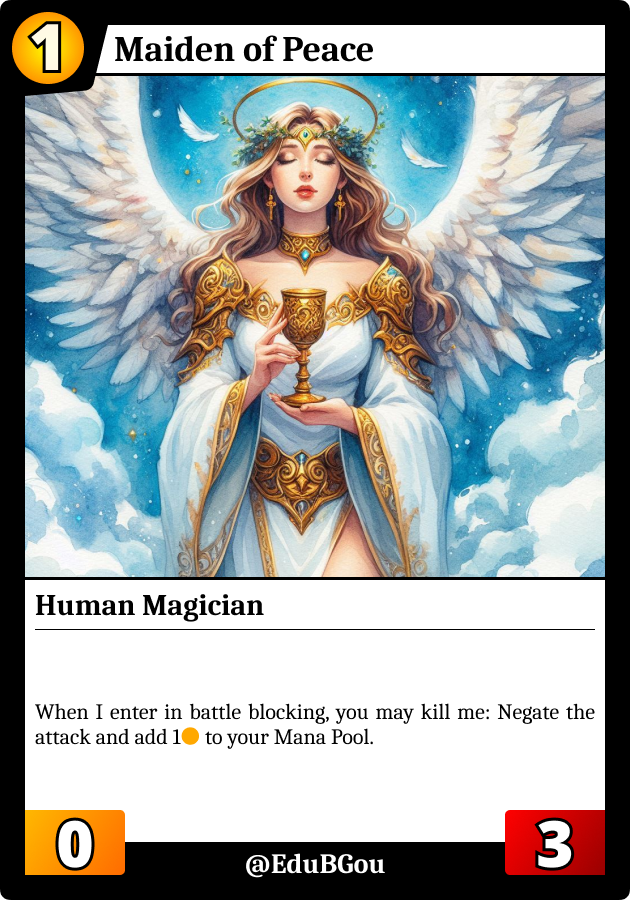 1
Maiden of Peace
Human Magician
When I enter in battle blocking, you may kill me: Negate the
attack and add 1 to your Mana Pool.
0
@EduBGou
3